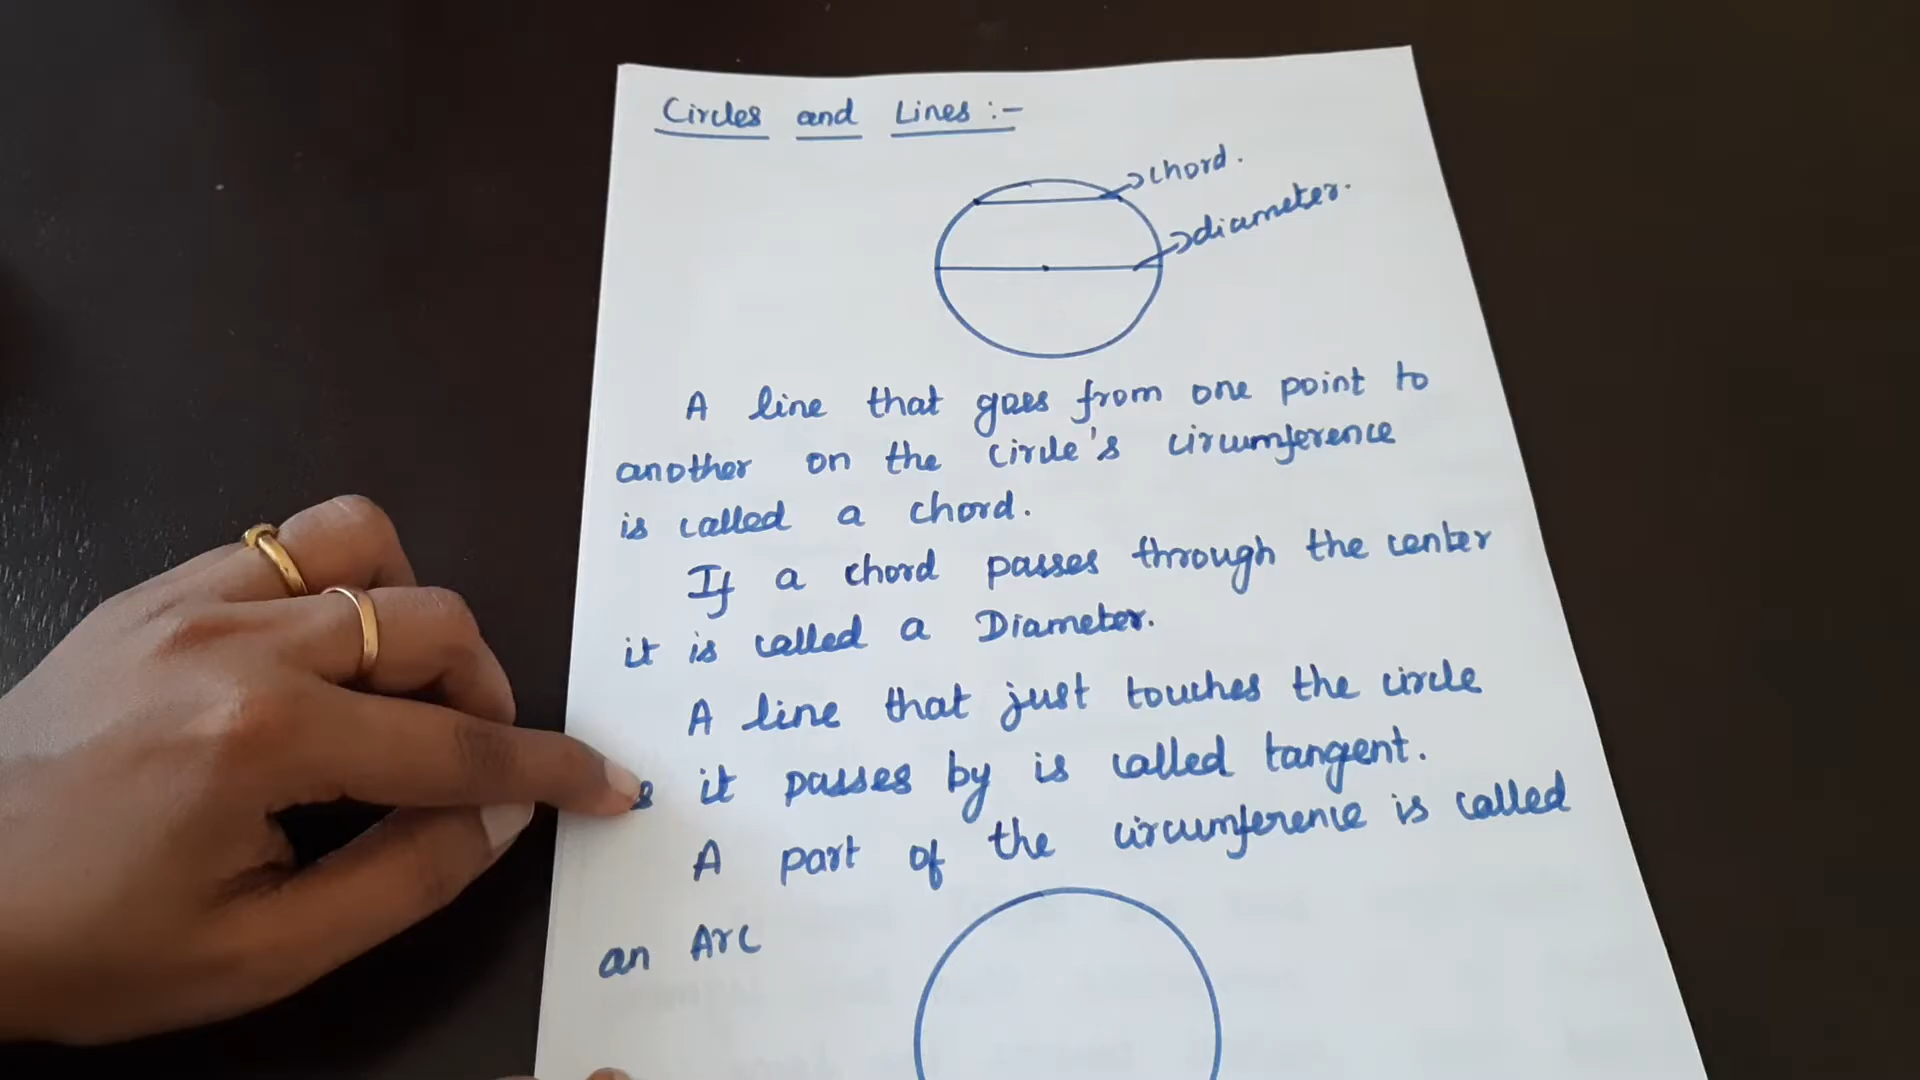 Circles and Lines :-
chord.
diameter.
A line that goes from one point to
another on the circle's circumference
is called a chord.
If a chord passes through the center
it is called a Diameter.
A line that just touches the circle
it passes by is called tangent.
A part of the circumference is called
an Arc